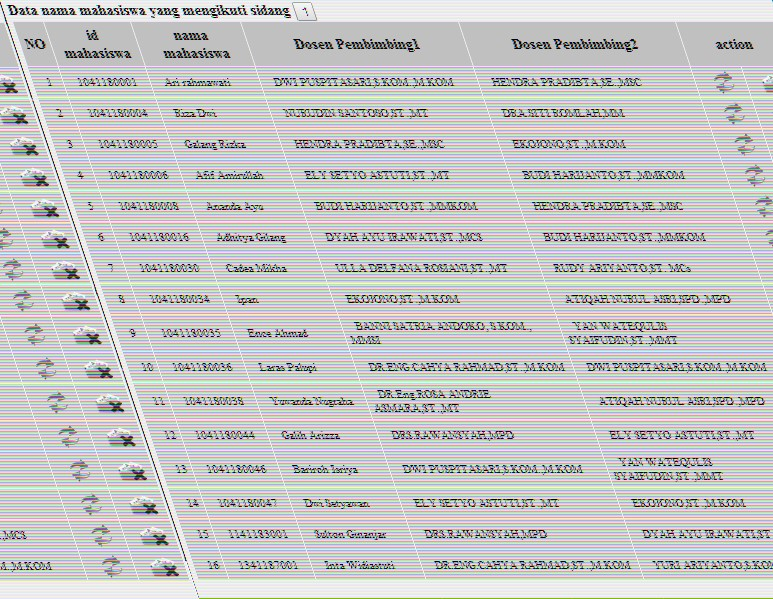 Data nama mahasiswa yang mengikuti sidang 1
NO id mahasiswa nama mahasiswa Dosen Pembimbing1 Dosen Pembimbing2 action
1 1041180001 Ari rahmawati DWI PUSPITASARI,S.KOM.,M.KOM HENDRA PRADIBTA,SE.,MSC
2 1041180004 Rizza Dwi NURUDIN SANTOSO,ST.,MT DRA.SITI ROMLAH,MM
3 1041180005 Galang Rizka HENDRA PRADIBTA,SE.,MSC EKOJONO,ST.,M.KOM
4 1041180006 Afif Amirullah ELY SETYO ASTUTI,ST.,MT BUDI HARIJANTO,ST.,MMKOM
5 1041180008 Ananda Ayu BUDI HARIJANTO,ST.,MMKOM HENDRA PRADIBTA,SE.,MSC
6 1041180016 Adhitya Gilang DYAH AYU IRAWATI,ST.,MCS BUDI HARIJANTO,ST.,MMKOM
7 1041180030 Cadea Mikha ULLA DELFANA ROSIANI,ST.,MT RUDY ARIYANTO,ST.,MCs
8 1041180034 Ipan EKOJONO,ST.,M.KOM ATIQAH NURUL ASRI,SPD.,MPD
9 1041180035 Ence Ahmad BANNI SATRIA ANDOKO,.S.KOM.,
MMSI YAN WATEQULIS
SYAIFUDIN,ST.,MMT
10 1041180036 Laras Palupi DR.ENG.CAHYA RAHMAD,ST.,M.KOM DWI PUSPITASARI,S.KOM.,M.KOM
11 1041180038 Yuwanda Nugraha DR.Eng.ROSA ANDRIE
ASMARA,ST.,MT ATIQAH NURUL ASRI,SPD.,MPD
12 1041180044 Galih Arizza DRS.RAWANSYAH,MPD ELY SETYO ASTUTI,ST.,MT
13 1041180046 Bariroh Isriya DWI PUSPITASARI,S.KOM.,M.KOM YAN WATEQULIS
SYAIFUDIN,ST.,MMT
14 1041180047 Dwi Setyawan ELY SETYO ASTUTI,ST.,MT EKOJONO,ST.,M.KOM
15 1141183001 Sulton Ginanjar DRS.RAWANSYAH,MPD DYAH AYU IRAWATI,ST
.,MCS
16 1341187001 Inta Widiastuti DR.ENG.CAHYA RAHMAD,ST.,M.KOM YURI ARIYANTO,S.KO
.,M.KOM